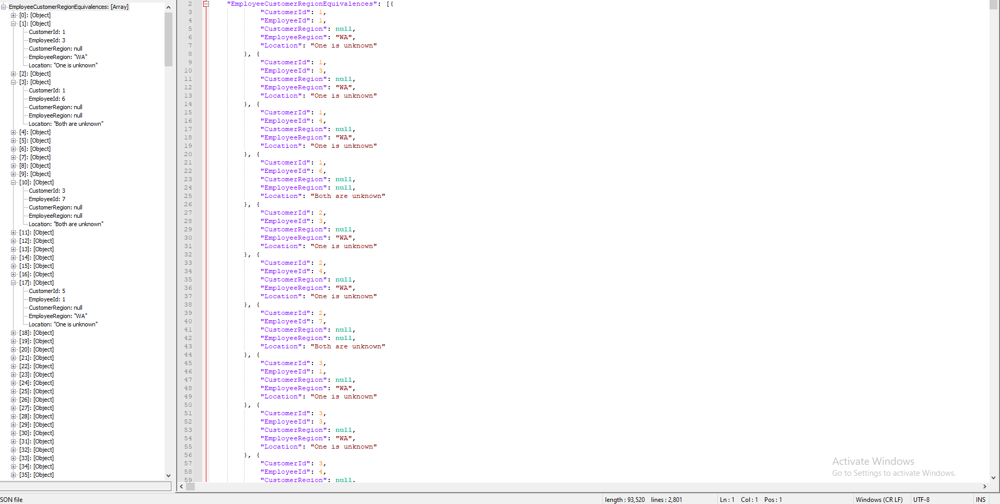 EmployeeCustomerRegionEquivalences: [Array]
[0]: [Object]
[1]: [Object]
CustomerId: 1
EmployeeId: 3
CustomerRegion: null
EmployeeRegion: "WA"
Location: "One is unknown"
[2]: [Object]
[3]: [Object]
CustomerId: 1
EmployeeId: 6
CustomerRegion: null
EmployeeRegion: null
Location: "Both are unknown"
[4]: [Object]
[5]: [Object]
[6]: [Object]
[7]: [Object]
[8]: [Object]
[9]: [Object]
[10]: [Object]
CustomerId: 3
EmployeeId: 7
CustomerRegion: null
EmployeeRegion: null
Location: "Both are unknown"
[11]: [Object]
[12]: [Object]
[13]: [Object]
[14]: [Object]
[15]: [Object]
[16]: [Object]
[17]: [Object]
CustomerId: 5
EmployeeId: 1
CustomerRegion: null
EmployeeRegion: "WA"
Location: "One is unknown"
[18]: [Object]
[19]: [Object]
[20]: [Object]
[21]: [Object]
[22]: [Object]
[23]: [Object]
[24]: [Object]
[25]: [Object]
[26]: [Object]
[27]: [Object]
[28]: [Object]
[29]: [Object]
[30]: [Object]
[31]: [Object]
[32]: [Object]
[33]: [Object]
[34]: [Object]
[35]: [Object]
2 "EmployeeCustomerRegionEquivalences": [{
3 "CustomerId": 1,
4 "EmployeeId": 1,
5 "CustomerRegion": null,
6 "EmployeeRegion": "WA",
7 "Location": "One is unknown"
8 }, {
9 "CustomerId": 1,
10 "EmployeeId": 3,
11 "CustomerRegion": null,
12 "EmployeeRegion": "WA",
13 "Location": "One is unknown"
14 }, {
15 "CustomerId": 1,
16 "EmployeeId": 4,
17 "CustomerRegion": null,
18 "EmployeeRegion": "WA",
19 "Location": "One is unknown"
20 }, {
21 "CustomerId": 1,
22 "EmployeeId": 6,
23 "CustomerRegion": null,
24 "EmployeeRegion": null,
25 "Location": "Both are unknown"
26 }, {
27 "CustomerId": 2,
28 "EmployeeId": 3,
29 "CustomerRegion": null,
30 "EmployeeRegion": "WA",
31 "Location": "One is unknown"
32 }, {
33 "CustomerId": 2,
34 "EmployeeId": 4,
35 "CustomerRegion": null,
36 "EmployeeRegion": "WA",
37 "Location": "One is unknown"
38 }, {
39 "CustomerId": 2,
40 "EmployeeId": 7,
41 "CustomerRegion": null,
42 "EmployeeRegion": null,
43 "Location": "Both are unknown"
44 }, {
45 "CustomerId": 3,
46 "EmployeeId": 1,
47 "CustomerRegion": null,
48 "EmployeeRegion": "WA",
49 "Location": "One is unknown"
50 }, {
51 "CustomerId": 3,
52 "EmployeeId": 3,
53 "CustomerRegion": null,
54 "EmployeeRegion": "WA",
55 "Location": "One is unknown"
56 }, {
57 "CustomerId": 3,
58 "EmployeeId": 4,
59 "CustomerRegion": null,
Activate Windows
Go to Settings to activate Windows.
SON file length : 93,520 lines : 2,801 Ln : 1 Col : 1 Pos : 1 Windows (CR LF) UTF-8 INS